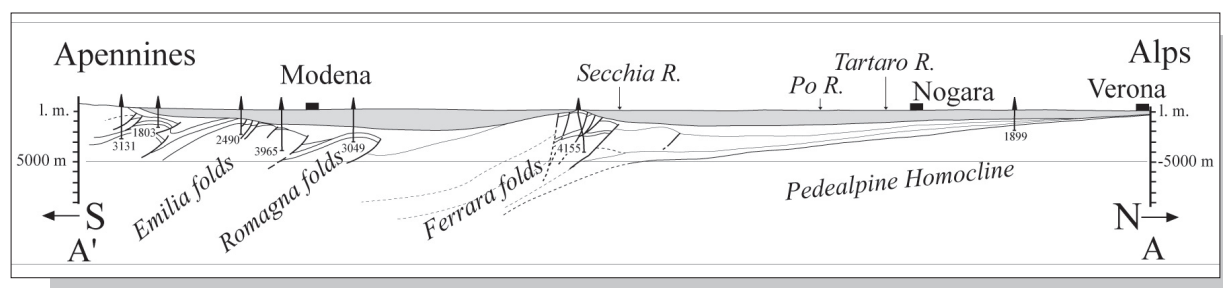 Apennines
Alps
Modena
Secchia R.
Po R.
Tartaro R.
Nogara
Verona
l. m.
l. m.
1803
3131
2490
3965
3049
4155
1899
5000 m
-5000 m
Emilia folds
Romagna folds
Ferrara folds
Pedealpine Homocline
S
N
A'
A